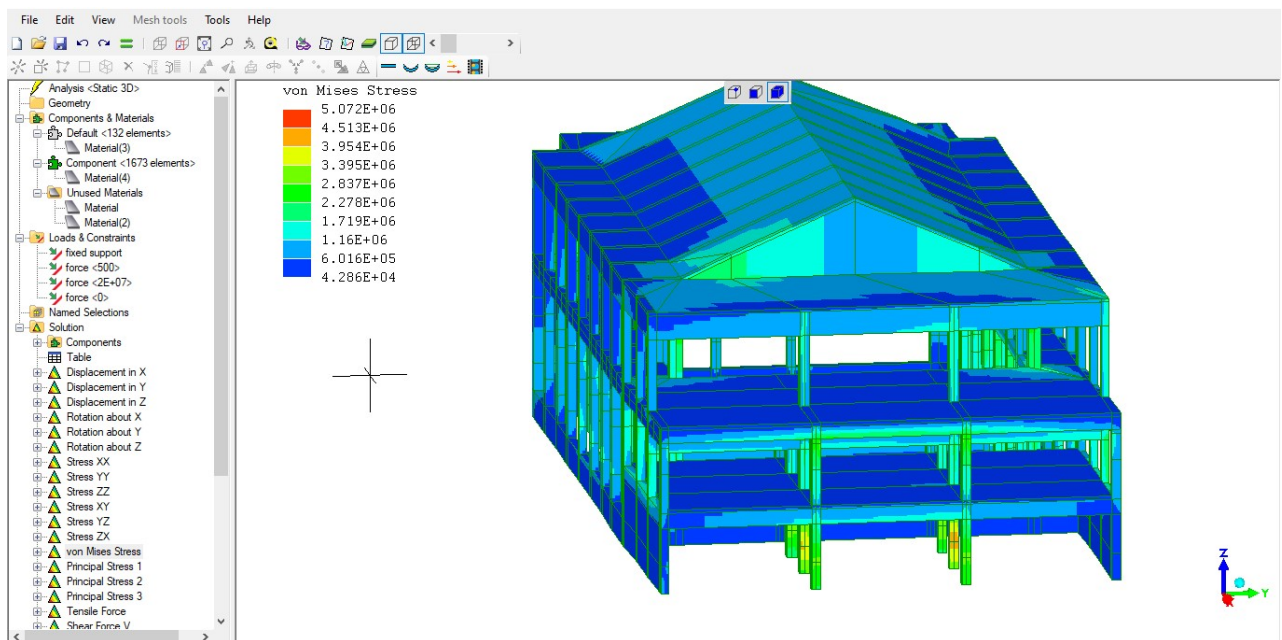 File Edit View Mesh tools Tools Help
Analysis <Static 3D>
Geometry
Components & Materials
Default <132 elements>
Material(3)
Component <1673 elements>
Material(4)
Unused Materials
Material
Material(2)
Loads & Constraints
fixed support
force <500>
force <2E+07>
force <0>
Named Selections
Solution
Components
Table
Displacement in X
Displacement in Y
Displacement in Z
Rotation about X
Rotation about Y
Rotation about Z
Stress XX
Stress YY
Stress ZZ
Stress XY
Stress YZ
Stress ZX
von Mises Stress
Principal Stress 1
Principal Stress 2
Principal Stress 3
Tensile Force
Shear Force V
von Mises Stress
5.072E+06
4.513E+06
3.954E+06
3.395E+06
2.837E+06
2.278E+06
1.719E+06
1.16E+06
6.016E+05
4.286E+04
Z
Y
X